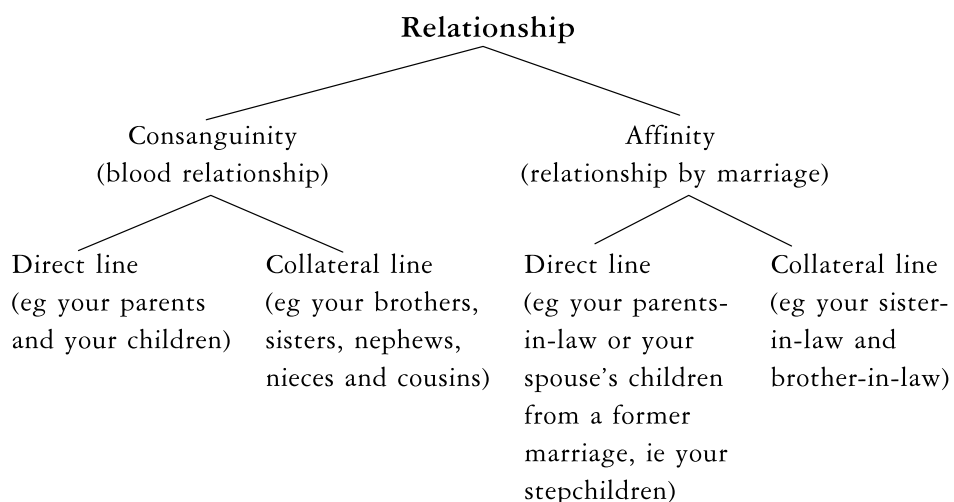 Relationship
Consanguinity
(blood relationship)
Affinity
(relationship by marriage)
Direct line
(eg your parents
and your children)
Collateral line
(eg your brothers,
sisters, nephews,
nieces and cousins)
Direct line
(eg your parents-
in-law or your
spouse's children
from a former
marriage, ie your
stepchildren)
Collateral line
(eg your sister-
in-law and
brother-in-law)